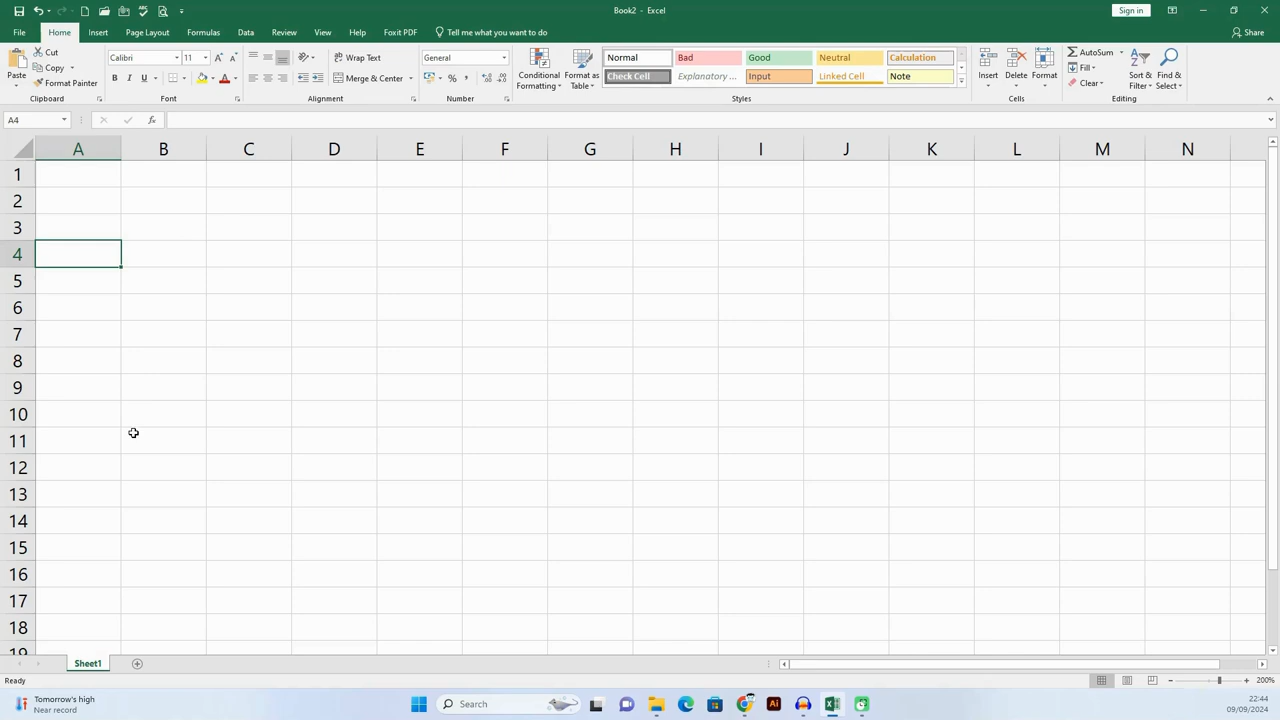 Book2 - Excel
Sign in
File Home Insert Page Layout Formulas Data Review View Help Foxit PDF Tell me what you want to do Share
Paste
Cut
Copy
Format Painter
Clipboard
Calibri 11
B I U
Font
Wrap Text
Merge & Center
Alignment
General
Number
Conditional Formatting
Format as Table
Normal Bad Good Neutral Calculation
Check Cell Explanatory ... Input Linked Cell Note
Styles
Insert Delete Format
Cells
AutoSum
Fill
Clear
Sort & Filter
Find & Select
Editing
A4
fx
A B C D E F G H I J K L M N
1
2
3
4
5
6
7
8
9
10
11
12
13
14
15
16
17
18
19
Sheet1
Ready
200%
Tomorrow's high
Near record
Search
Ai
22:44
09/09/2024